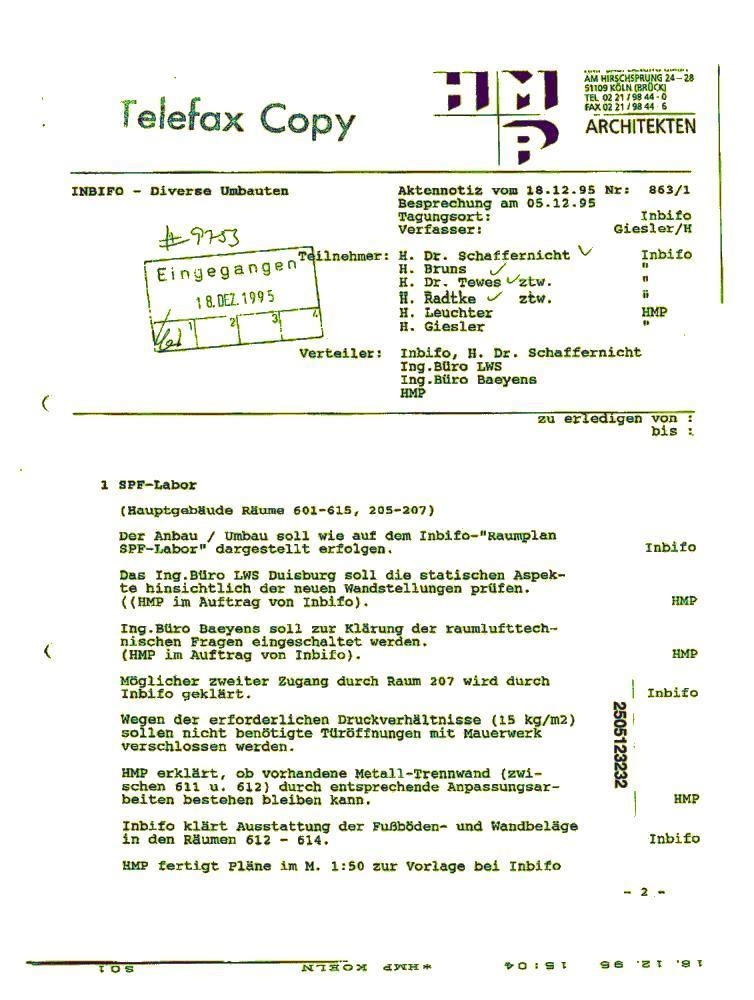 Telefax Copy
HMP
AM HIRSCHSPRUNG 24 - 28
51109 KÖLN (BRÜCK)
TEL 02 21 / 98 44 - 0
FAX 02 21 / 98 44 - 6
ARCHITEKTEN
INBIFO - Diverse Umbauten
Aktennotiz vom 18.12.95 Nr: 863/1
Besprechung am 05.12.95
Tagungsort: Inbifo
Verfasser: Giesler/H
# 9753
Eingegangen
18. DEZ. 1995
1 2 3 4
Teilnehmer: H. Dr. Schaffernicht ✓ Inbifo
H. Bruns ✓ "
H. Dr. Tewes ✓ ztw. "
H. Radtke ✓ ztw. "
H. Leuchter HMP
H. Giesler "
Verteiler: Inbifo, H. Dr. Schaffernicht
Ing.Büro LWS
Ing.Büro Baeyens
HMP
zu erledigen von :
bis :
1 SPF-Labor
(Hauptgebäude Räume 601-615, 205-207)
Der Anbau / Umbau soll wie auf dem Inbifo-"Raumplan
SPF-Labor" dargestellt erfolgen. Inbifo
Das Ing.Büro LWS Duisburg soll die statischen Aspek-
te hinsichtlich der neuen Wandstellungen prüfen.
((HMP im Auftrag von Inbifo). HMP
Ing.Büro Baeyens soll zur Klärung der raumlufttech-
nischen Fragen eingeschaltet werden.
(HMP im Auftrag von Inbifo). HMP
Möglicher zweiter Zugang durch Raum 207 wird durch
Inbifo geklärt. Inbifo
Wegen der erforderlichen Druckverhältnisse (15 kg/m2)
sollen nicht benötigte Türöffnungen mit Mauerwerk
verschlossen werden.
2505123232
HMP erklärt, ob vorhandene Metall-Trennwand (zwi-
schen 611 u. 612) durch entsprechende Anpassungsar-
beiten bestehen bleiben kann. HMP
Inbifo klärt Ausstattung der Fußböden- und Wandbeläge
in den Räumen 612 - 614. Inbifo
HMP fertigt Pläne im M. 1:50 zur Vorlage bei Inbifo
- 2 -
18. 12. 95 15:04 *HMP KOELN S01